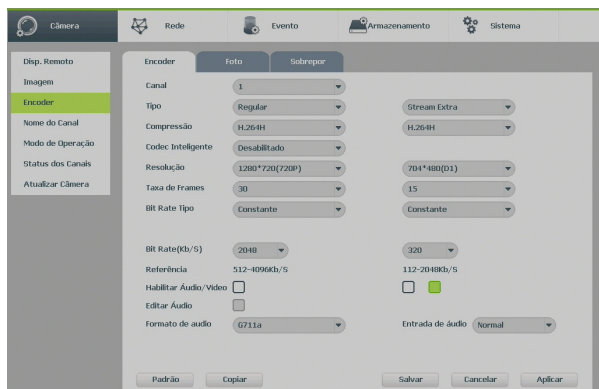 Câmera Rede Evento Armazenamento Sistema
Disp. Remoto
Imagem
Encoder
Nome do Canal
Modo de Operação
Status dos Canais
Atualizar Câmera
Encoder Foto Sobrepor
Canal 1
Tipo Regular Stream Extra
Compressão H.264H H.264H
Codec Inteligente Desabilitado
Resolução 1280*720(720P) 704*480(D1)
Taxa de Frames 30 15
Bit Rate Tipo Constante Constante
Bit Rate(Kb/S) 2048 320
Referência 512-4096Kb/S 112-2048Kb/S
Habilitar Áudio/Vídeo
Editar Áudio
Formato de audio G711a Entrada de áudio Normal
Padrão Copiar Salvar Cancelar Aplicar